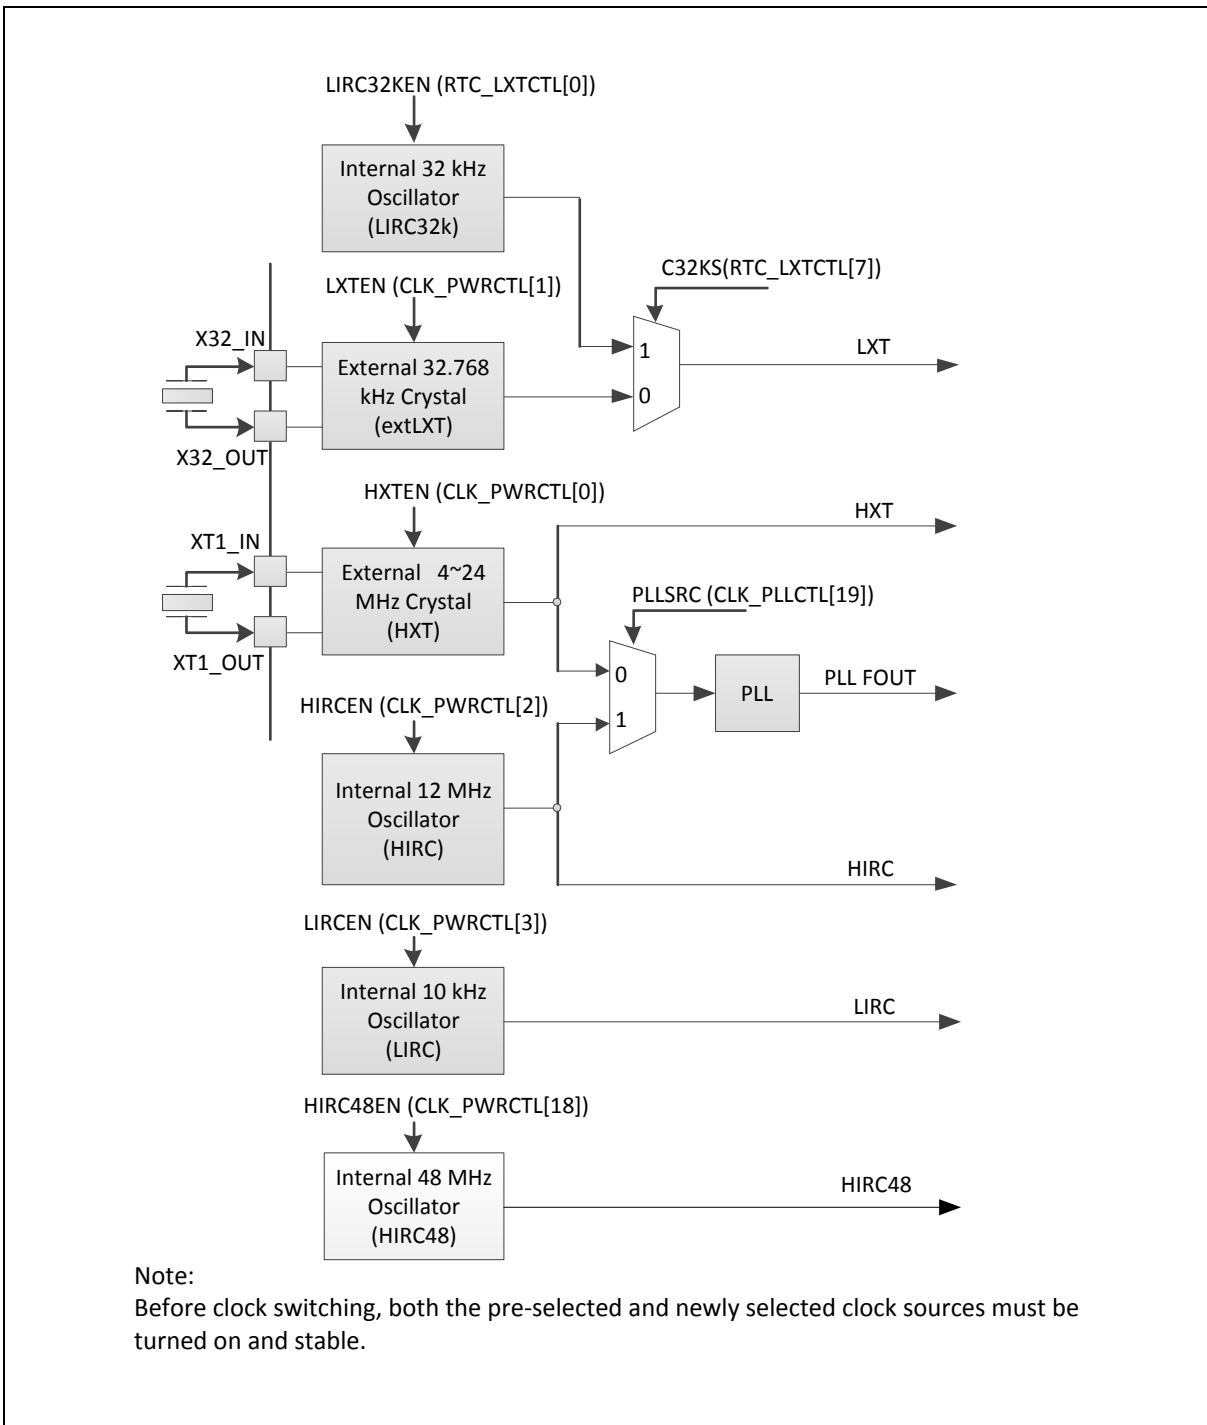 LIRC32KEN (RTC_LXTCTL[0])
Internal 32 kHz
Oscillator
(LIRC32k)
C32KS(RTC_LXTCTL[7])
LXTEN (CLK_PWRCTL[1])
X32_IN
1
LXT
External 32.768
kHz Crystal
(extLXT)
0
X32_OUT
HXTEN (CLK_PWRCTL[0])
HXT
XT1_IN
External 4~24
MHz Crystal
(HXT)
PLLSRC (CLK_PLLCTL[19])
XT1_OUT
0
PLL
PLL FOUT
HIRCEN (CLK_PWRCTL[2])
1
Internal 12 MHz
Oscillator
(HIRC)
HIRC
LIRCEN (CLK_PWRCTL[3])
Internal 10 kHz
Oscillator
(LIRC)
LIRC
HIRC48EN (CLK_PWRCTL[18])
Internal 48 MHz
Oscillator
(HIRC48)
HIRC48
Note:
Before clock switching, both the pre-selected and newly selected clock sources must be
turned on and stable.